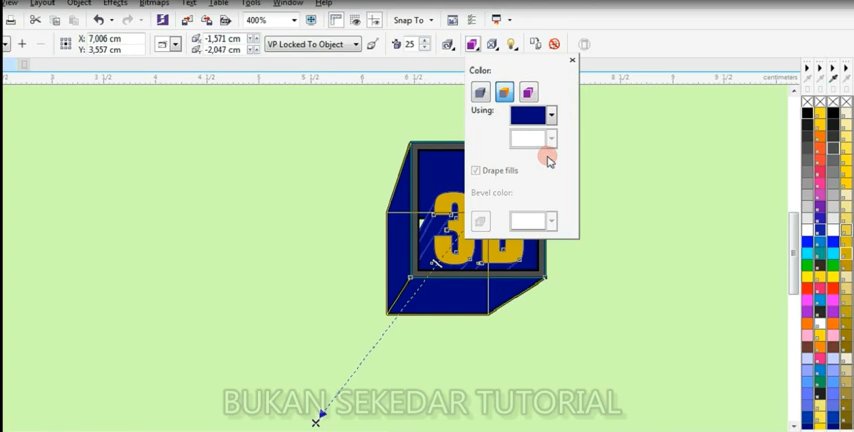 View Layout Object Effects Bitmaps Text Table Tools Window Help
400% Snap To
X: 7,006 cm
Y: 3,557 cm
-1,571 cm
-2,047 cm
VP Locked To Object
25
Color:
Using:
Drape fills
Bevel color:
centimeters
3D
BUKAN SEKEDAR TUTORIAL